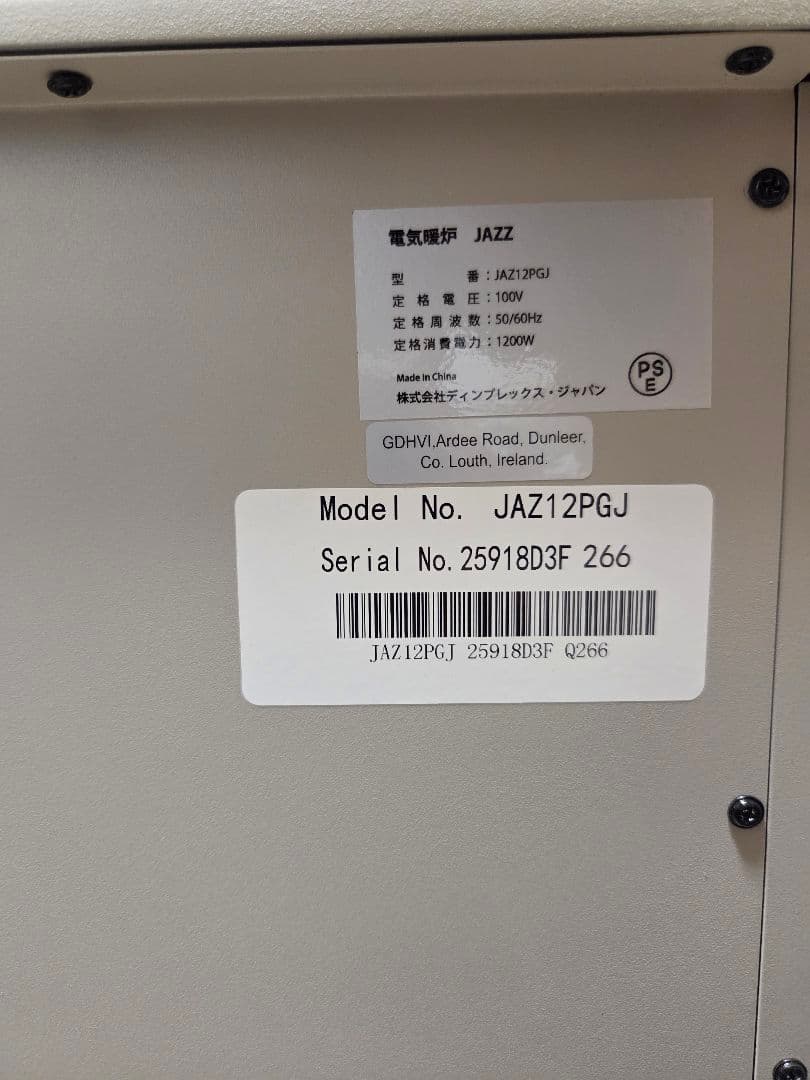 電気暖炉 JAZZ
型番：JAZ12PGJ
定格電圧：100V
定格周波数：50/60Hz
定格消費電力：1200W
Made in China
株式会社ディンプレックス・ジャパン
PS
E
GDHVI,Ardee Road, Dunleer,
Co. Louth, Ireland.
Model No. JAZ12PGJ
Serial No.25918D3F 266
JAZ12PGJ 25918D3F Q266